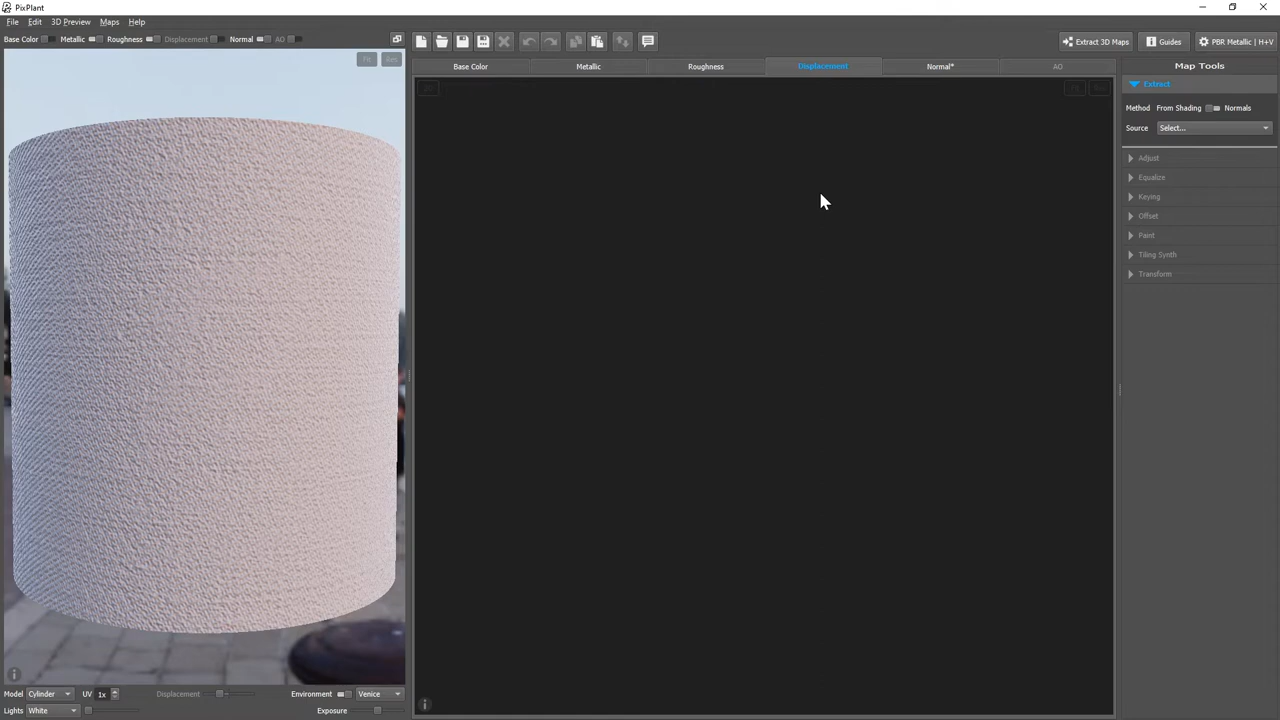 PixPlant
File Edit 3D Preview Maps Help
Base Color Metallic Roughness Displacement Normal AO
Extract 3D Maps Guides PBR Metallic | H+V
Base Color Metallic Roughness Displacement Normal* AO
Map Tools
Extract
Method From Shading Normals
Source Select...
Adjust
Equalize
Keying
Offset
Paint
Tiling Synth
Transform
Fit Res
Model Cylinder UV 1x Displacement Environment Venice
Lights White Exposure